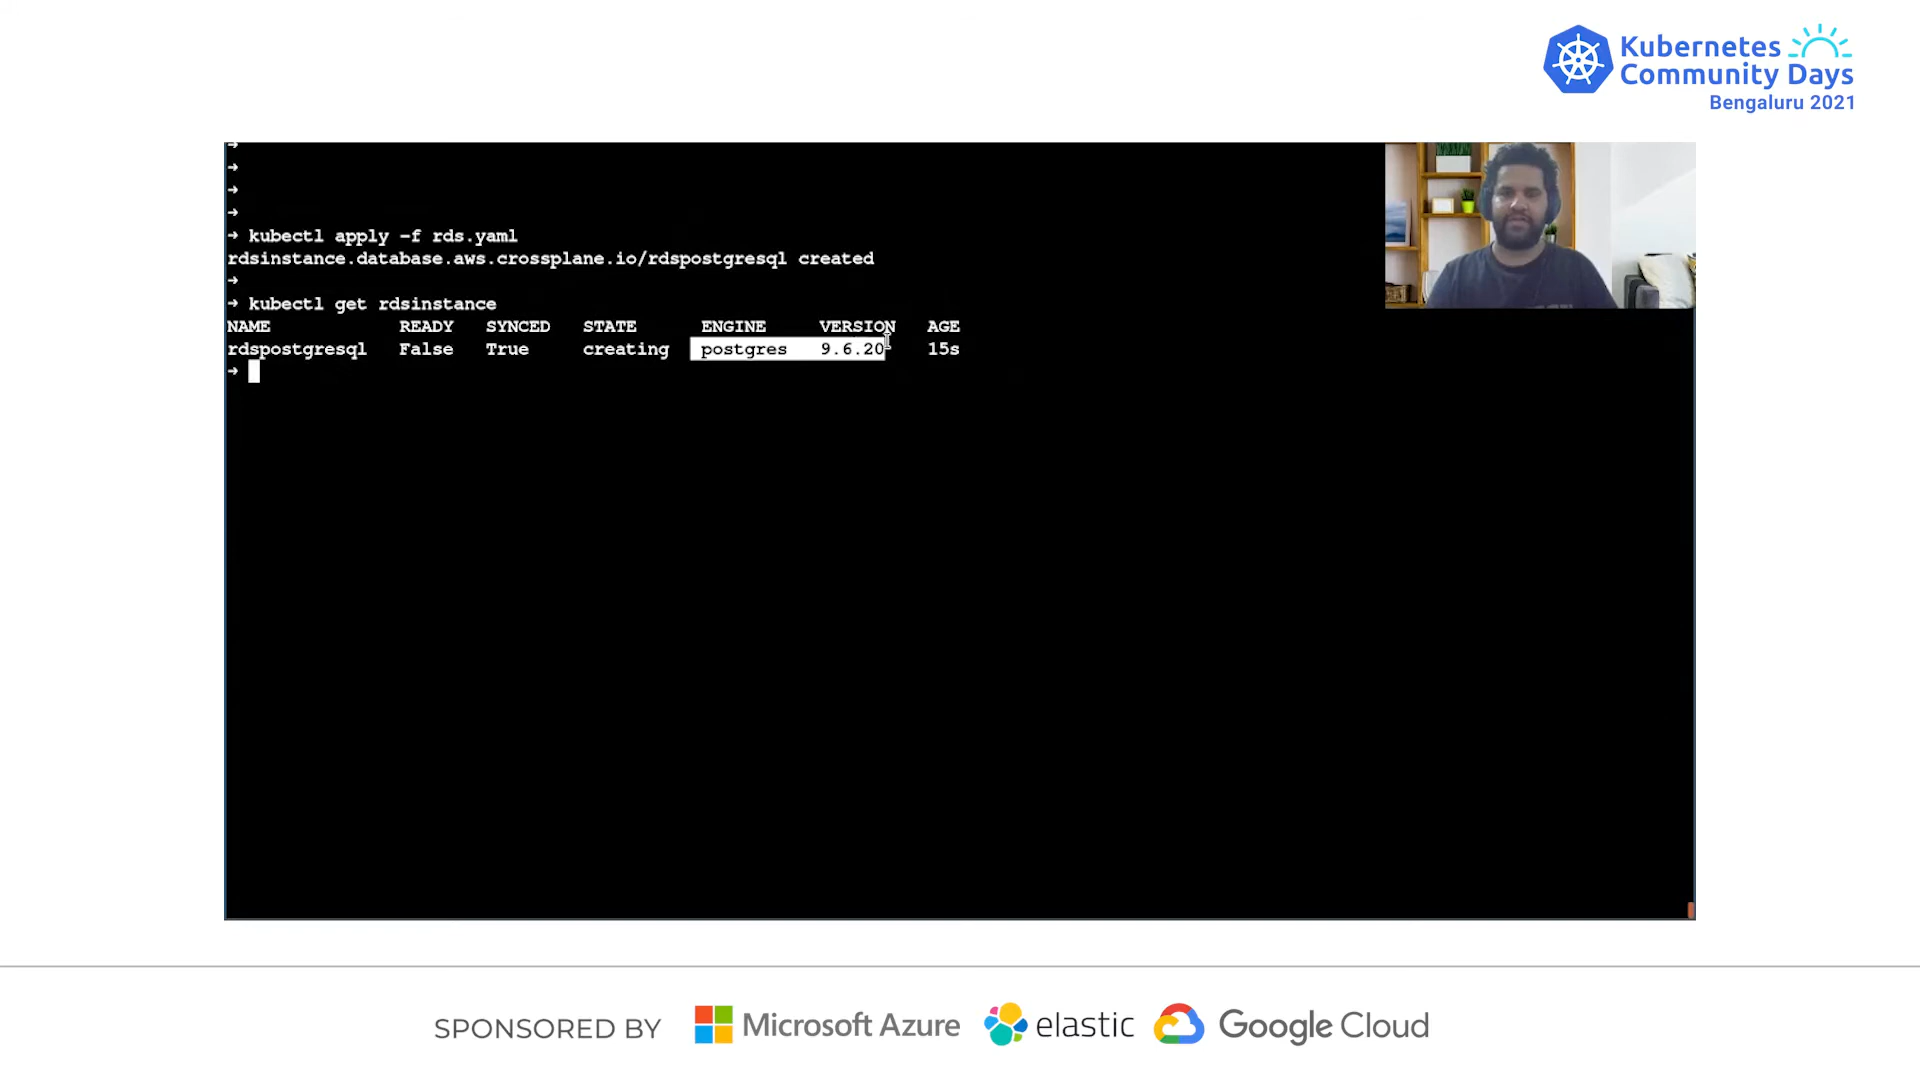 Kubernetes
Community Days
Bengaluru 2021
➜
➜
➜
➜
➜ kubectl apply -f rds.yaml
rdsinstance.database.aws.crossplane.io/rdspostgresql created
➜
➜ kubectl get rdsinstance
NAME READY SYNCED STATE ENGINE VERSION AGE
rdspostgresql False True creating postgres 9.6.20 15s
➜
SPONSORED BY Microsoft Azure elastic Google Cloud